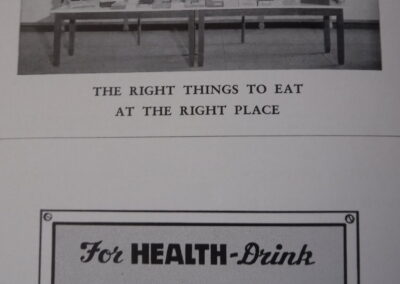 THE RIGHT THINGS TO EAT
AT THE RIGHT PLACE
For HEALTH-Drink